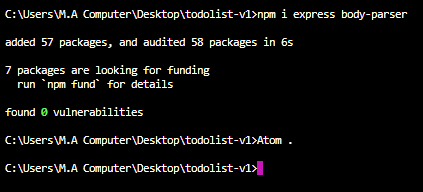 C:\Users\M.A Computer\Desktop\todolist-v1>npm i express body-parser
added 57 packages, and audited 58 packages in 6s
7 packages are looking for funding
  run `npm fund` for details
found 0 vulnerabilities
C:\Users\M.A Computer\Desktop\todolist-v1>Atom .
C:\Users\M.A Computer\Desktop\todolist-v1>